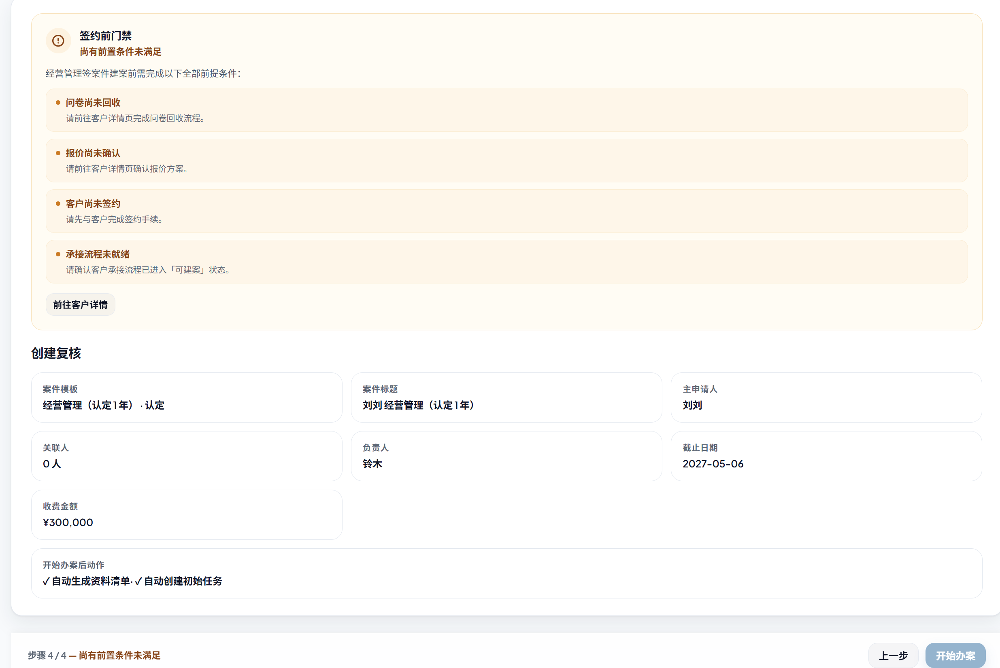 签约前门禁
尚有前置条件未满足
经营管理签案件建案前需完成以下全部前提条件：
问卷尚未回收
请前往客户详情页完成问卷回收流程。
报价尚未确认
请前往客户详情页确认报价方案。
客户尚未签约
请先与客户完成签约手续。
承接流程未就绪
请确认客户承接流程已进入「可建案」状态。
前往客户详情
创建复核
案件模板
经营管理（认定1年） · 认定
案件标题
刘刘 经营管理（认定1年）
主申请人
刘刘
关联人
0 人
负责人
铃木
截止日期
2027-05-06
收费金额
¥300,000
开始办案后动作
✓ 自动生成资料清单· ✓ 自动创建初始任务
步骤 4 / 4 — 尚有前置条件未满足
上一步
开始办案